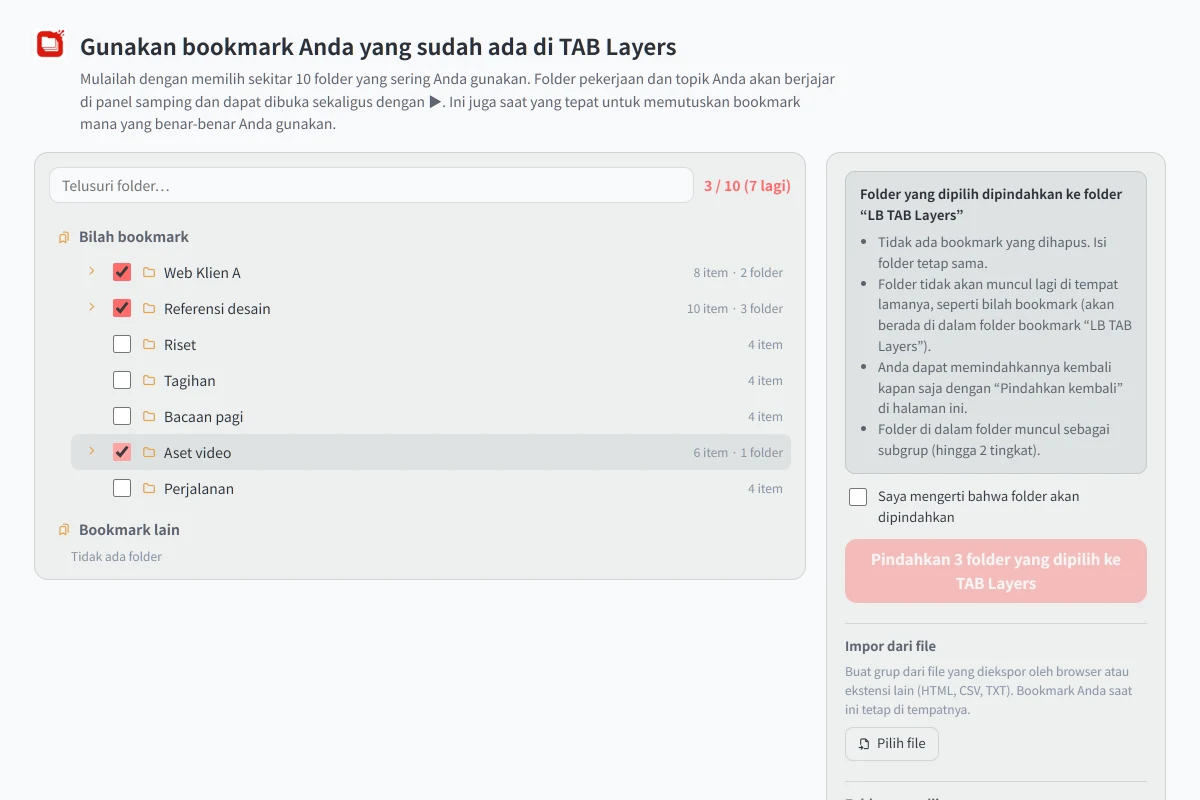 Gunakan bookmark Anda yang sudah ada di TAB Layers
Mulailah dengan memilih sekitar 10 folder yang sering Anda gunakan. Folder pekerjaan dan topik Anda akan berjajar
di panel samping dan dapat dibuka sekaligus dengan ▶. Ini juga saat yang tepat untuk memutuskan bookmark
mana yang benar-benar Anda gunakan.
Telusuri folder…
3 / 10 (7 lagi)
Bilah bookmark
Web Klien A
8 item · 2 folder
Referensi desain
10 item · 3 folder
Riset
4 item
Tagihan
4 item
Bacaan pagi
4 item
Aset video
6 item · 1 folder
Perjalanan
4 item
Bookmark lain
Tidak ada folder
Folder yang dipilih dipindahkan ke folder
“LB TAB Layers”
• Tidak ada bookmark yang dihapus. Isi
folder tetap sama.
• Folder tidak akan muncul lagi di tempat
lamanya, seperti bilah bookmark (akan
berada di dalam folder bookmark “LB TAB
Layers”).
• Anda dapat memindahkannya kembali
kapan saja dengan “Pindahkan kembali”
di halaman ini.
• Folder di dalam folder muncul sebagai
subgrup (hingga 2 tingkat).
Saya mengerti bahwa folder akan
dipindahkan
Pindahkan 3 folder yang dipilih ke
TAB Layers
Impor dari file
Buat grup dari file yang diekspor oleh browser atau
ekstensi lain (HTML, CSV, TXT). Bookmark Anda saat
ini tetap di tempatnya.
Pilih file